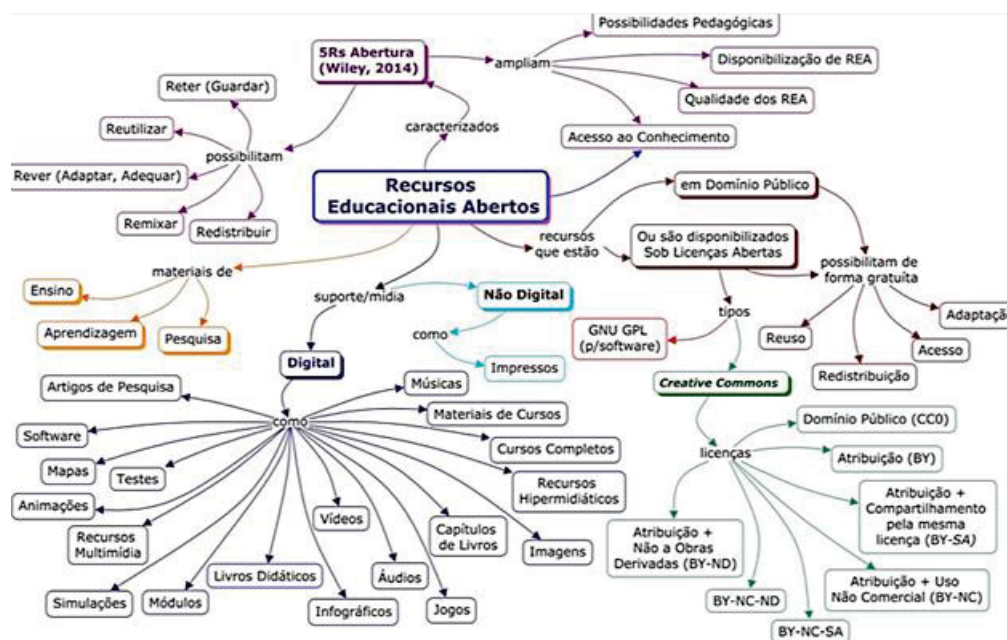 Possibilidades Pedagógicas
5Rs Abertura
(Wiley, 2014)
ampliam
Disponibilização de REA
Reter (Guardar)
Qualidade dos REA
Reutilizar
caracterizados
Acesso ao Conhecimento
possibilitam
Rever (Adaptar, Adequar)
Recursos
Educacionais Abertos
em Domínio Público
Remixar
Redistribuir
recursos
que estão
Ou são disponibilizados
Sob Licenças Abertas
possibilitam de
forma gratuita
materiais de
Ensino
Aprendizagem
Pesquisa
suporte/mídia
Não Digital
como
Impressos
tipos
GNU GPL
(p/software)
Adaptação
Reuso
Acesso
Redistribuição
Digital
Creative Commons
Artigos de Pesquisa
Músicas
como
Materiais de Cursos
Software
Cursos Completos
Mapas
Testes
Recursos
Hipermidiáticos
Animações
Vídeos
Recursos
Multimídia
Capítulos
de Livros
Imagens
Livros Didáticos
Áudios
Simulações
Módulos
Infográficos
Jogos
licenças
Domínio Público (CC0)
Atribuição (BY)
Atribuição +
Compartilhamento
pela mesma
licença (BY-SA)
Atribuição +
Não a Obras
Derivadas (BY-ND)
Atribuição + Uso
Não Comercial (BY-NC)
BY-NC-ND
BY-NC-SA